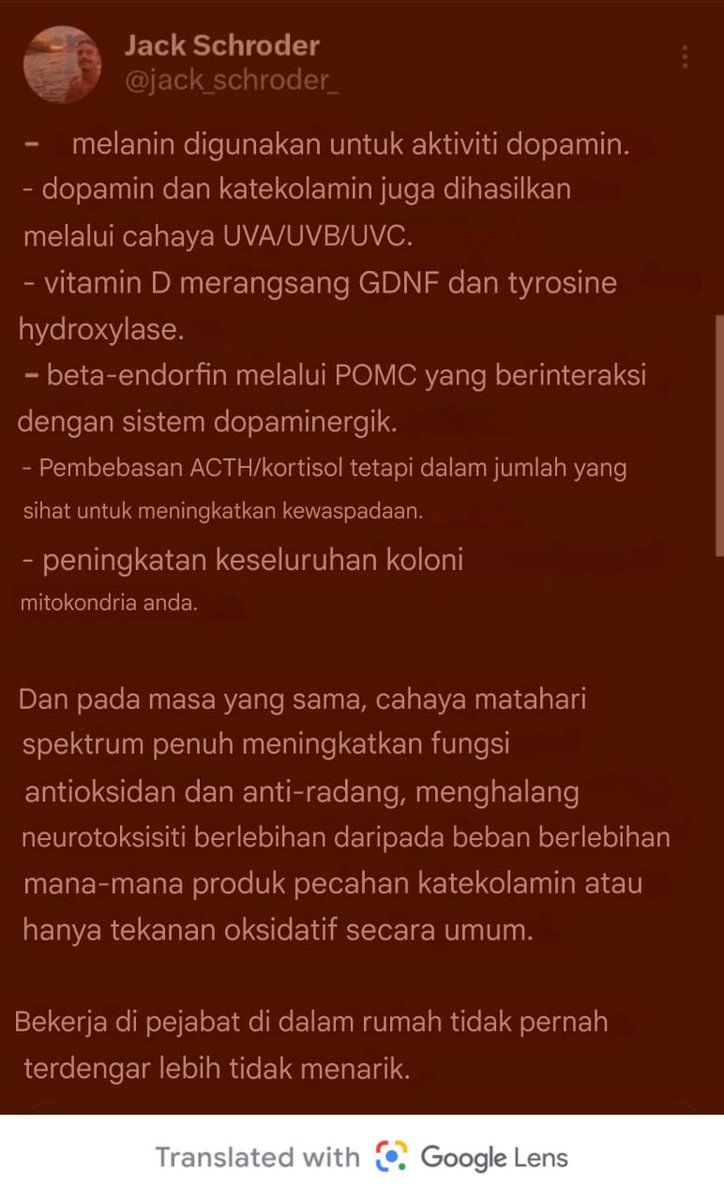 Jack Schroder
@jack_schroder_
- melanin digunakan untuk aktiviti dopamin.
- dopamin dan katekolamin juga dihasilkan
melalui cahaya UVA/UVB/UVC.
- vitamin D merangsang GDNF dan tyrosine
hydroxylase.
- beta-endorfin melalui POMC yang berinteraksi
dengan sistem dopaminergik.
- Pembebasan ACTH/kortisol tetapi dalam jumlah yang
sihat untuk meningkatkan kewaspadaan.
- peningkatan keseluruhan koloni
mitokondria anda.
Dan pada masa yang sama, cahaya matahari
spektrum penuh meningkatkan fungsi
antioksidan dan anti-radang, menghalang
neurotoksisiti berlebihan daripada beban berlebihan
mana-mana produk pecahan katekolamin atau
hanya tekanan oksidatif secara umum.
Bekerja di pejabat di dalam rumah tidak pernah
terdengar lebih tidak menarik.
Translated with Google Lens